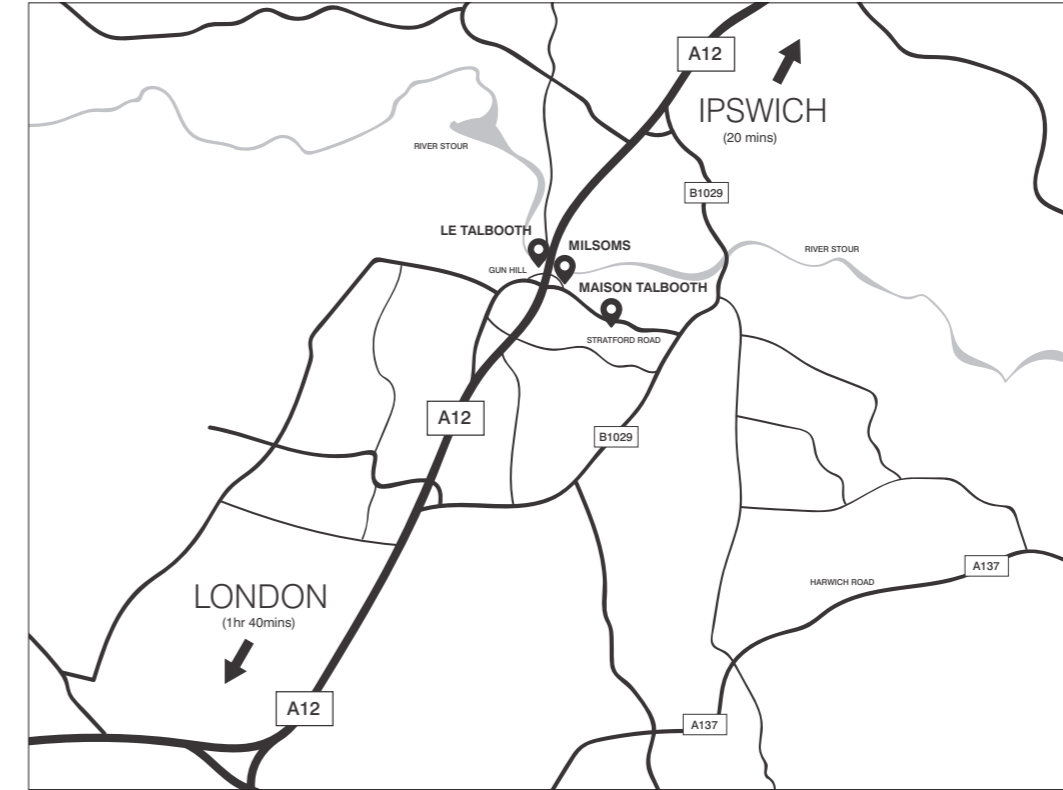 A12
IPSWICH
(20 mins)
RIVER STOUR
B1029
LE TALBOOTH
MILSOMS
RIVER STOUR
GUN HILL
MAISON TALBOOTH
STRATFORD ROAD
A12
B1029
A137
HARWICH ROAD
LONDON
(1hr 40mins)
A12
A137